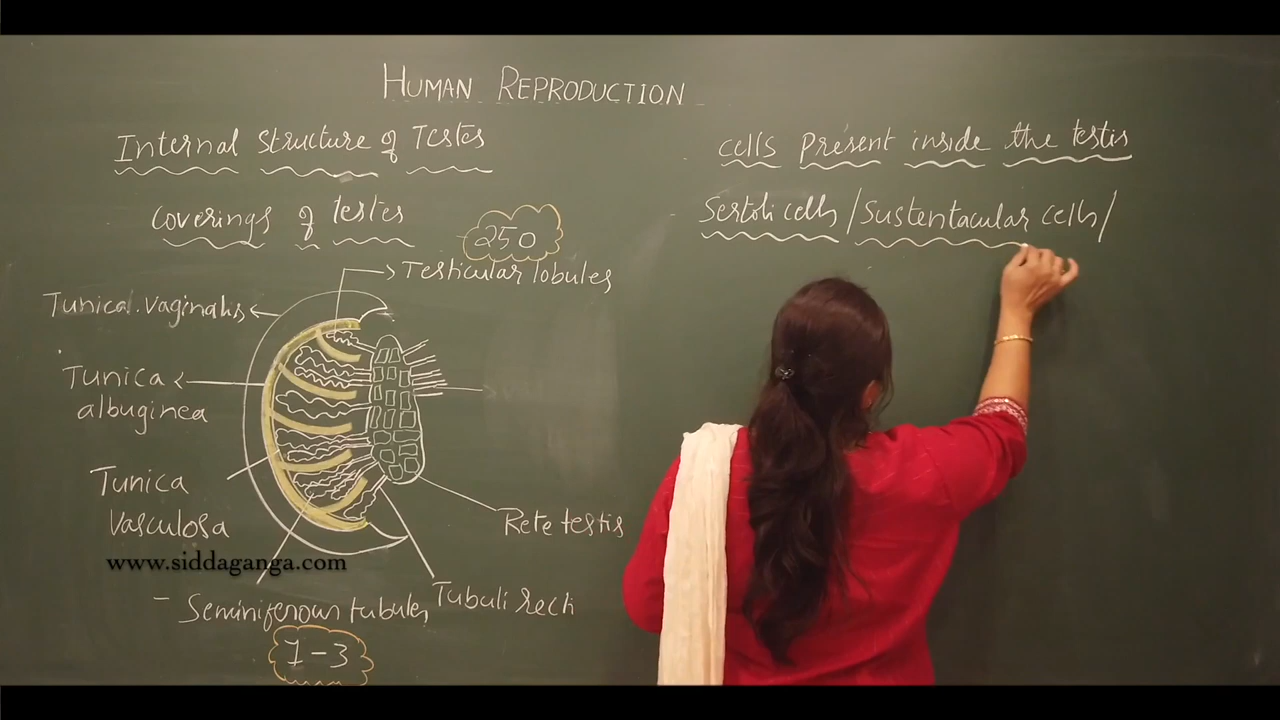 HUMAN REPRODUCTION
Internal structure of Testes
coverings of testes
250
Testicular lobules
Tunica.vaginalis
Tunica
albuginea
Tunica
vasculosa
Rete testis
Tubuli recti
- Seminiferous tubules
1-3
www.siddaganga.com
cells present inside the testis
Sertoli cells /Sustentacular cells/